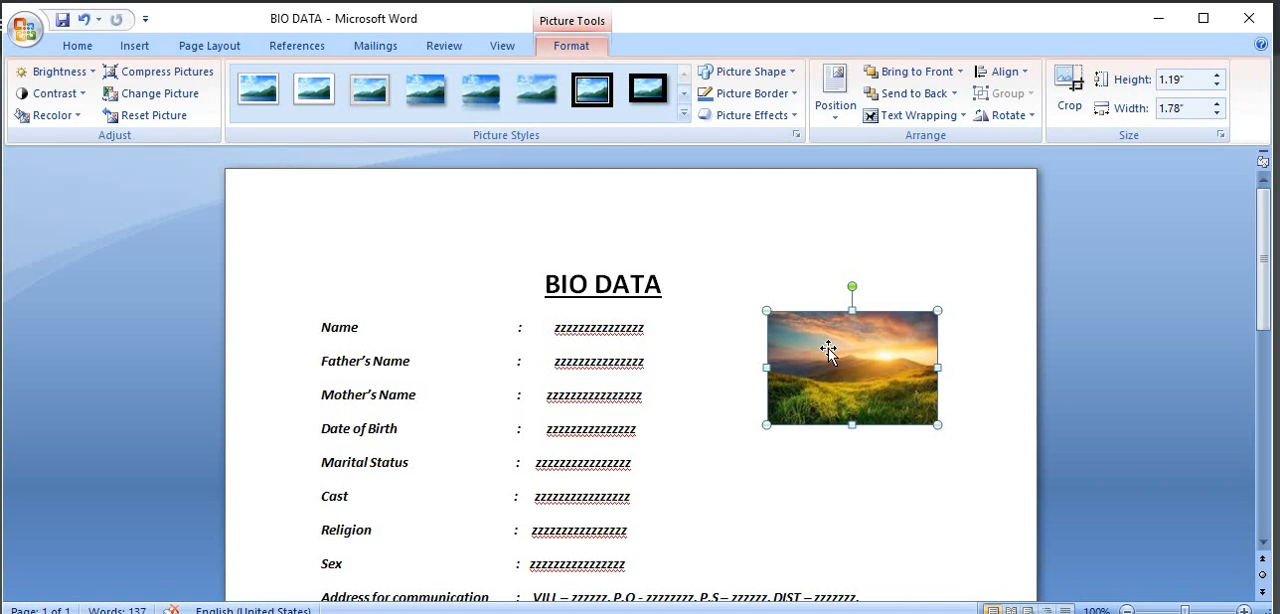 BIO DATA - Microsoft Word
Picture Tools
Home Insert Page Layout References Mailings Review View Format
Brightness Compress Pictures Picture Shape Bring to Front Align Height: 1.19"
Contrast Change Picture Picture Border Position Send to Back Group Crop
Recolor Reset Picture Picture Effects Text Wrapping Rotate Width: 1.78"
Adjust Picture Styles Arrange Size
BIO DATA
Name : zzzzzzzzzzzzzzz
Father's Name : zzzzzzzzzzzzzzz
Mother's Name : zzzzzzzzzzzzzzzz
Date of Birth : zzzzzzzzzzzzzzz
Marital Status : zzzzzzzzzzzzzzzz
Cast : zzzzzzzzzzzzzzzz
Religion : zzzzzzzzzzzzzzzz
Sex : zzzzzzzzzzzzzzzz
Address for communication : VILL – zzzzzz, P.O - zzzzzzzz, P.S – zzzzzz, DIST – zzzzzzz,
Page: 1 of 1 Words: 137 English (United States) 100%